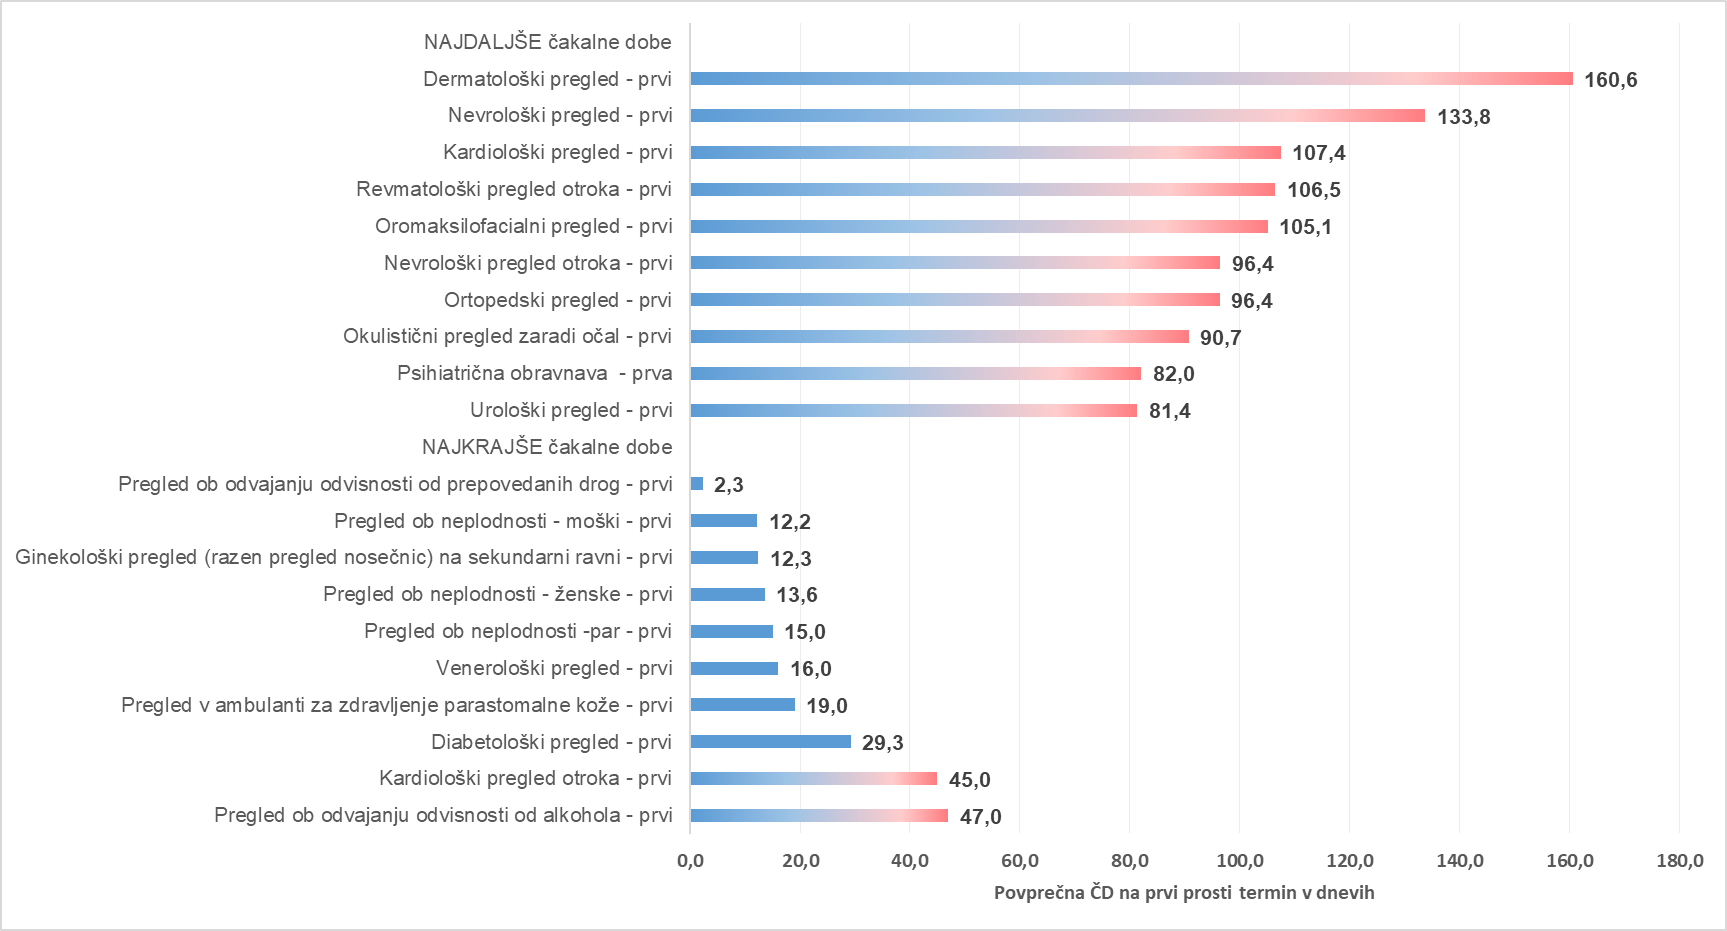 NAJDALJŠE čakalne dobe
Dermatološki pregled - prvi 160,6
Nevrološki pregled - prvi 133,8
Kardiološki pregled - prvi 107,4
Revmatološki pregled otroka - prvi 106,5
Oromaksilofacialni pregled - prvi 105,1
Nevrološki pregled otroka - prvi 96,4
Ortopedski pregled - prvi 96,4
Okulistični pregled zaradi očal - prvi 90,7
Psihiatrična obravnava - prva 82,0
Urološki pregled - prvi 81,4
NAJKRAJŠE čakalne dobe
Pregled ob odvajanju odvisnosti od prepovedanih drog - prvi 2,3
Pregled ob neplodnosti - moški - prvi 12,2
Ginekološki pregled (razen pregled nosečnic) na sekundarni ravni - prvi 12,3
Pregled ob neplodnosti - ženske - prvi 13,6
Pregled ob neplodnosti -par - prvi 15,0
Venerološki pregled - prvi 16,0
Pregled v ambulanti za zdravljenje parastomalne kože - prvi 19,0
Diabetološki pregled - prvi 29,3
Kardiološki pregled otroka - prvi 45,0
Pregled ob odvajanju odvisnosti od alkohola - prvi 47,0
0,0 20,0 40,0 60,0 80,0 100,0 120,0 140,0 160,0 180,0
Povprečna ČD na prvi prosti termin v dnevih